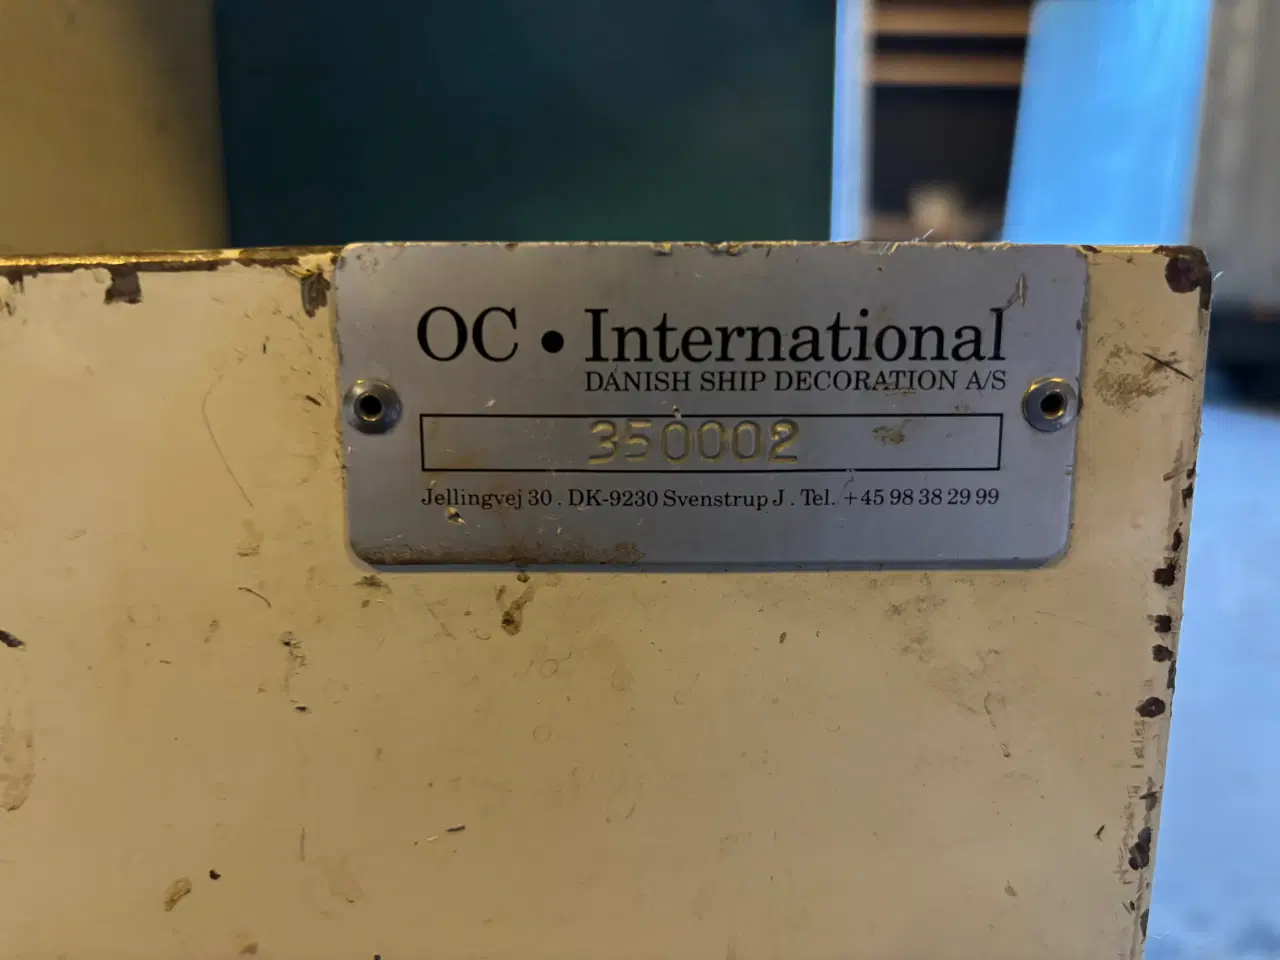 OC • International
DANISH SHIP DECORATION A/S
350002
Jellingvej 30 . DK-9230 Svenstrup J . Tel. +45 98 38 29 99